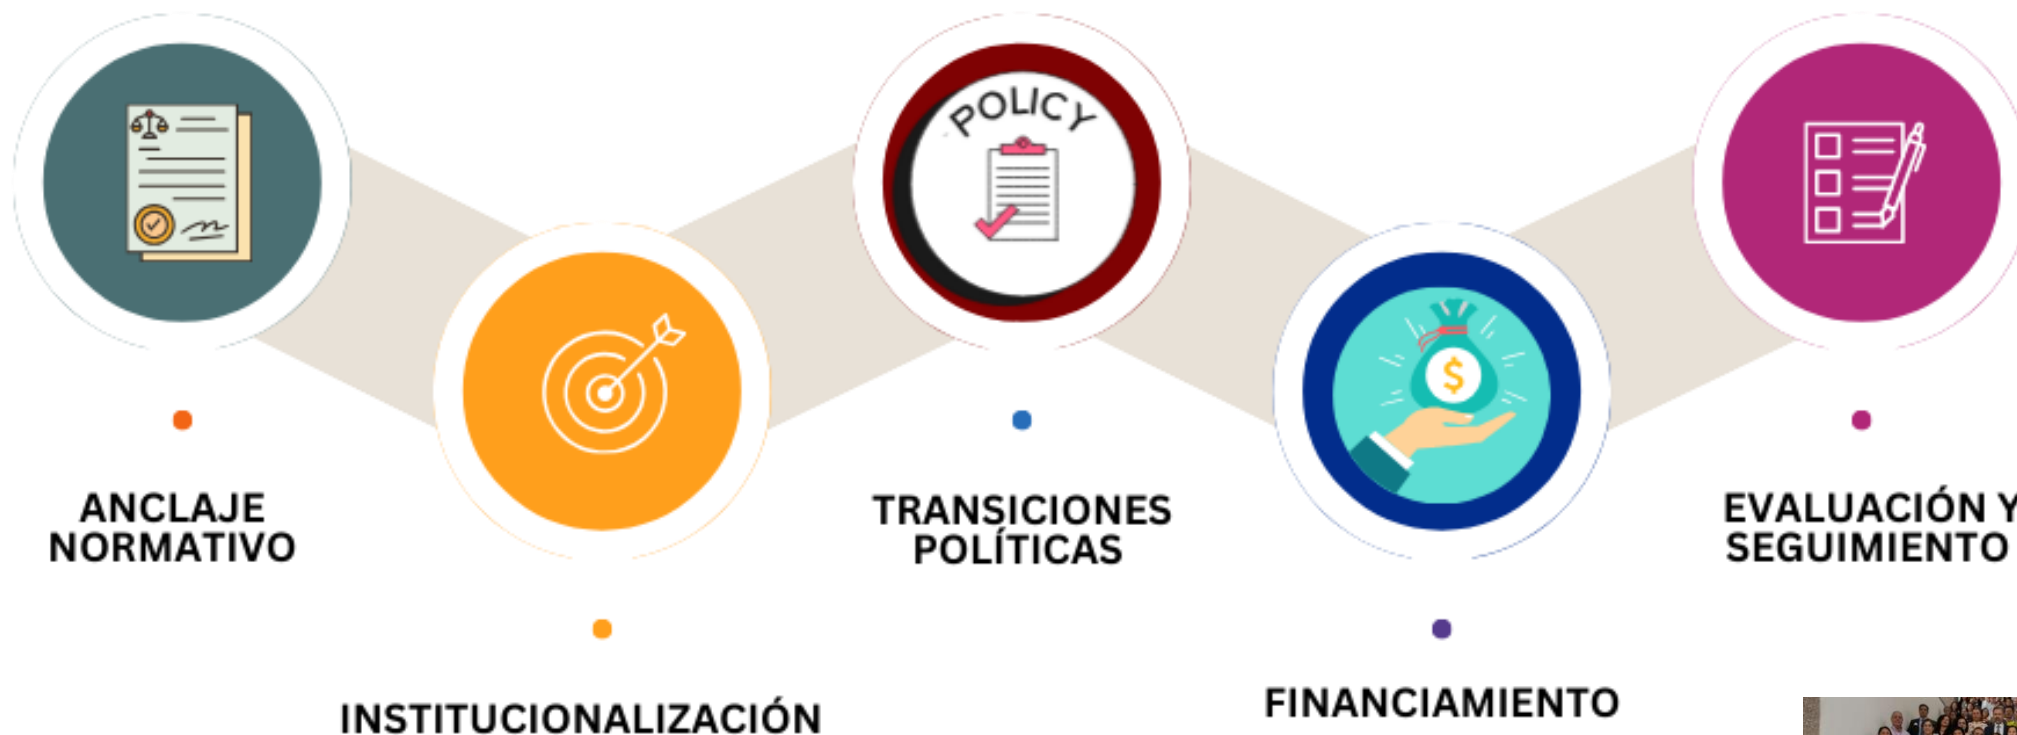 POLICY
$
ANCLAJE
NORMATIVO
INSTITUCIONALIZACIÓN
TRANSICIONES
POLÍTICAS
FINANCIAMIENTO
EVALUACIÓN Y
SEGUIMIENTO